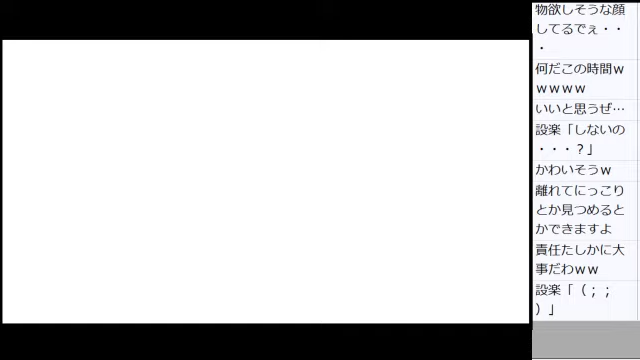 物欲しそうな顔
してるでぇ・・
・
何だこの時間ｗ
ｗｗｗｗｗ
いいと思うぜ…
設楽「しないの
・・・？」
かわいそうｗ
離れてにっこり
とか見つめると
かできますよ
責任たしかに大
事だわｗｗ
設楽「（；；
）」